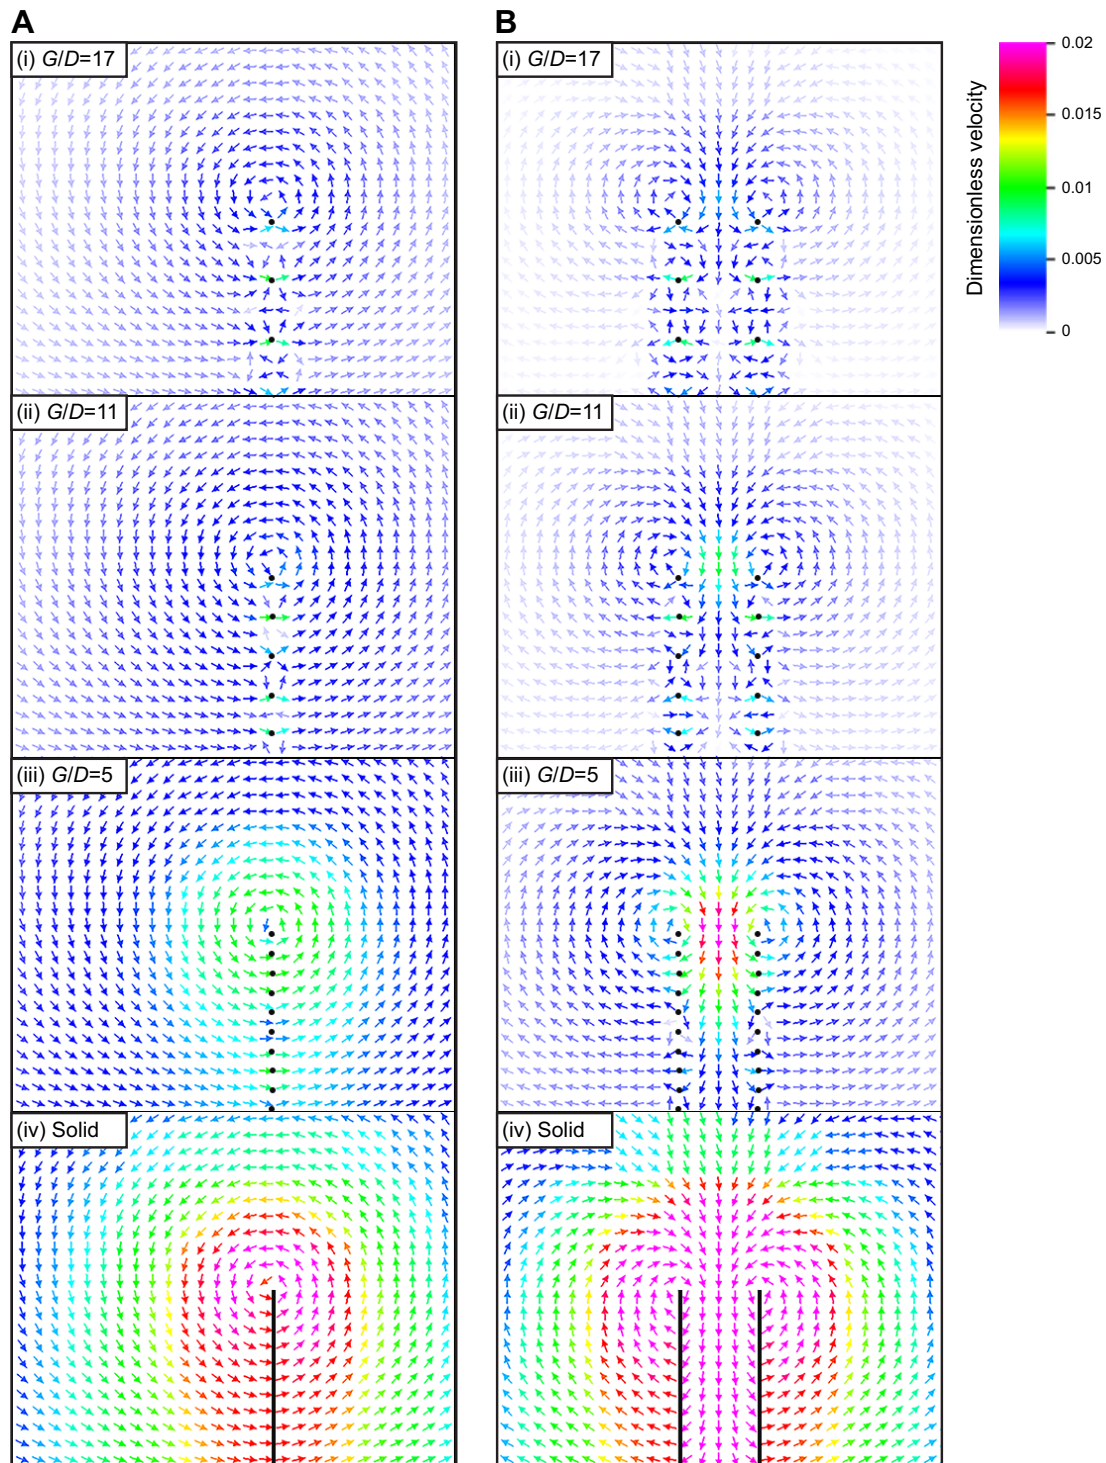 A
B
(i) G/D=17
(i) G/D=17
0.02
0.015
0.01
0.005
0
Dimensionless velocity
(ii) G/D=11
(ii) G/D=11
(iii) G/D=5
(iii) G/D=5
(iv) Solid
(iv) Solid